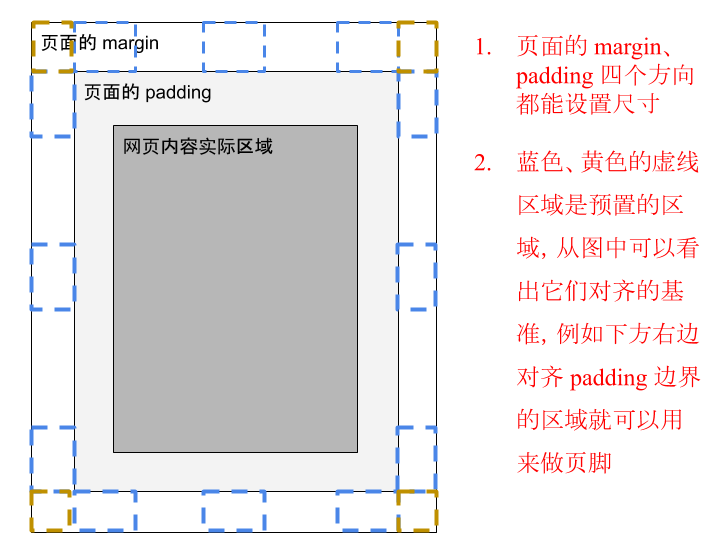 页面的 margin
页面的 padding
网页内容实际区域
1. 页面的 margin、
padding 四个方向
都能设置尺寸
2. 蓝色、黄色的虚线
区域是预置的区
域, 从图中可以看
出它们对齐的基
准, 例如下方右边
对齐 padding 边界
的区域就可以用
来做页脚